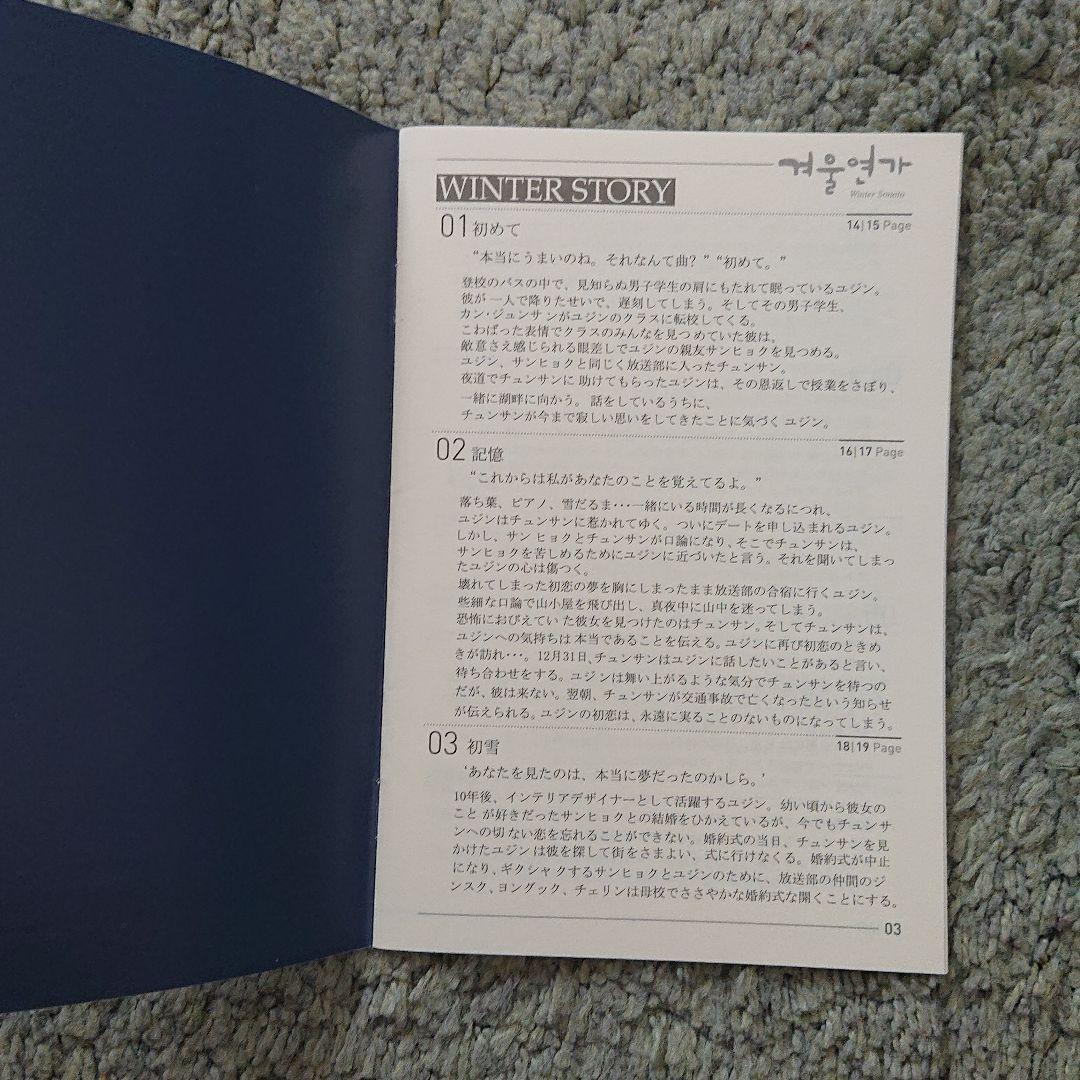 겨울연가
Winter Sonata
WINTER STORY
01 初めて
14|15 Page
“本当にうまいのね。それなんて曲？” “初めて。”
登校のバスの中で、見知らぬ男子学生の肩にもたれて眠っているユジン。
彼が一人で降りたせいで、遅刻してしまう。そしてその男子学生、
カン・ジュンサンがユジンのクラスに転校してくる。
こわばった表情でクラスのみんなを見つめていた彼は。
敵意さえ感じられる眼差しでユジンの親友サンヒョクを見つめる。
ユジン、サンヒョクと同じく放送部に入ったチュンサン。
夜道でチュンサンに助けてもらったユジンは、その恩返しで授業をさぼり、
一緒に湖畔に向かう。話をしているうちに、
チュンサンが今まで寂しい思いをしてきたことに気づくユジン。
02 記憶
16|17 Page
“これからは私があなたのことを覚えてるよ。”
落ち葉、ピアノ、雪だるま・・・一緒にいる時間が長くなるにつれ、
ユジンはチュンサンに惹かれてゆく。ついにデートを申し込まれるユジン。
しかし、サンヒョクとチュンサンが口論になり、そこでチュンサンは、
サンヒョクを苦しめるためにユジンに近づいたと言う。それを聞いてしまっ
たユジンの心は傷つく。
壊れてしまった初恋の夢を胸にしまったまま放送部の合宿に行くユジン。
些細な口論で山小屋を飛び出し、真夜中に山中を迷ってしまう。
恐怖におびえていた彼女を見つけたのはチュンサン。そしてチュンサンは、
ユジンへの気持ちは本当であることを伝える。ユジンに再び初恋のときめ
きが訪れ・・・。12月31日、チュンサンはユジンに話したいことがあると言い、
待ち合わせをする。ユジンは舞い上がるような気分でチュンサンを待つの
だが、彼は来ない。翌朝、チュンサンが交通事故で亡くなったという知らせ
が伝えられる。ユジンの初恋は、永遠に実ることのないものになってしまう。
03 初雪
18|19 Page
‘あなたを見たのは、本当に夢だったのかしら。’
10年後、インテリアデザイナーとして活躍するユジン。幼い頃から彼女の
ことが好きだったサンヒョクとの結婚をひかえているが、今でもチュンサ
ンへの切ない恋を忘れることができない。婚約式の当日、チュンサンを見
かけたユジンは彼を探して街をさまよい、式に行けなくる。婚約式が中止
になり、ギクシャクするサンヒョクとユジンのために、放送部の仲間のジ
ンスク、ヨングック、チェリンは母校でささやかな婚約式な開くことにする。
03